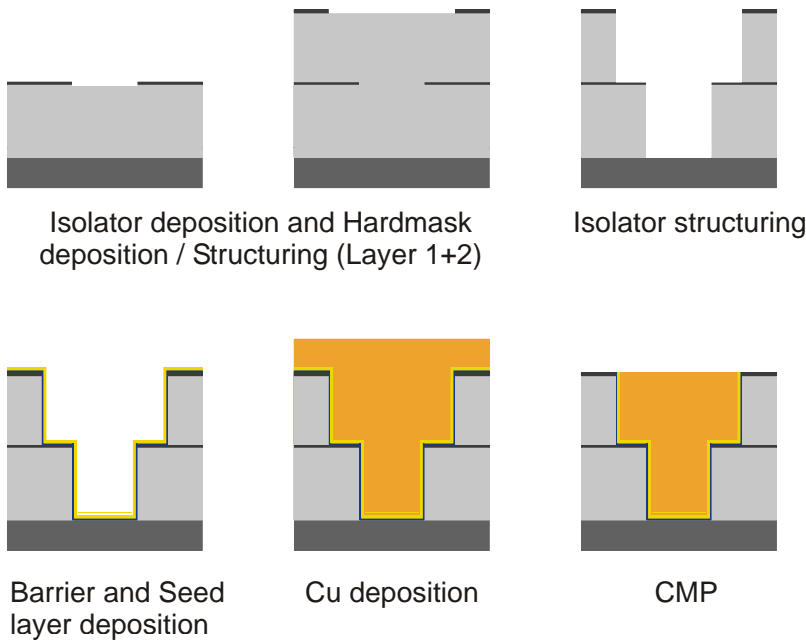 Isolator deposition and Hardmask
deposition / Structuring (Layer 1+2)
Isolator structuring
Barrier and Seed
layer deposition
Cu deposition
CMP